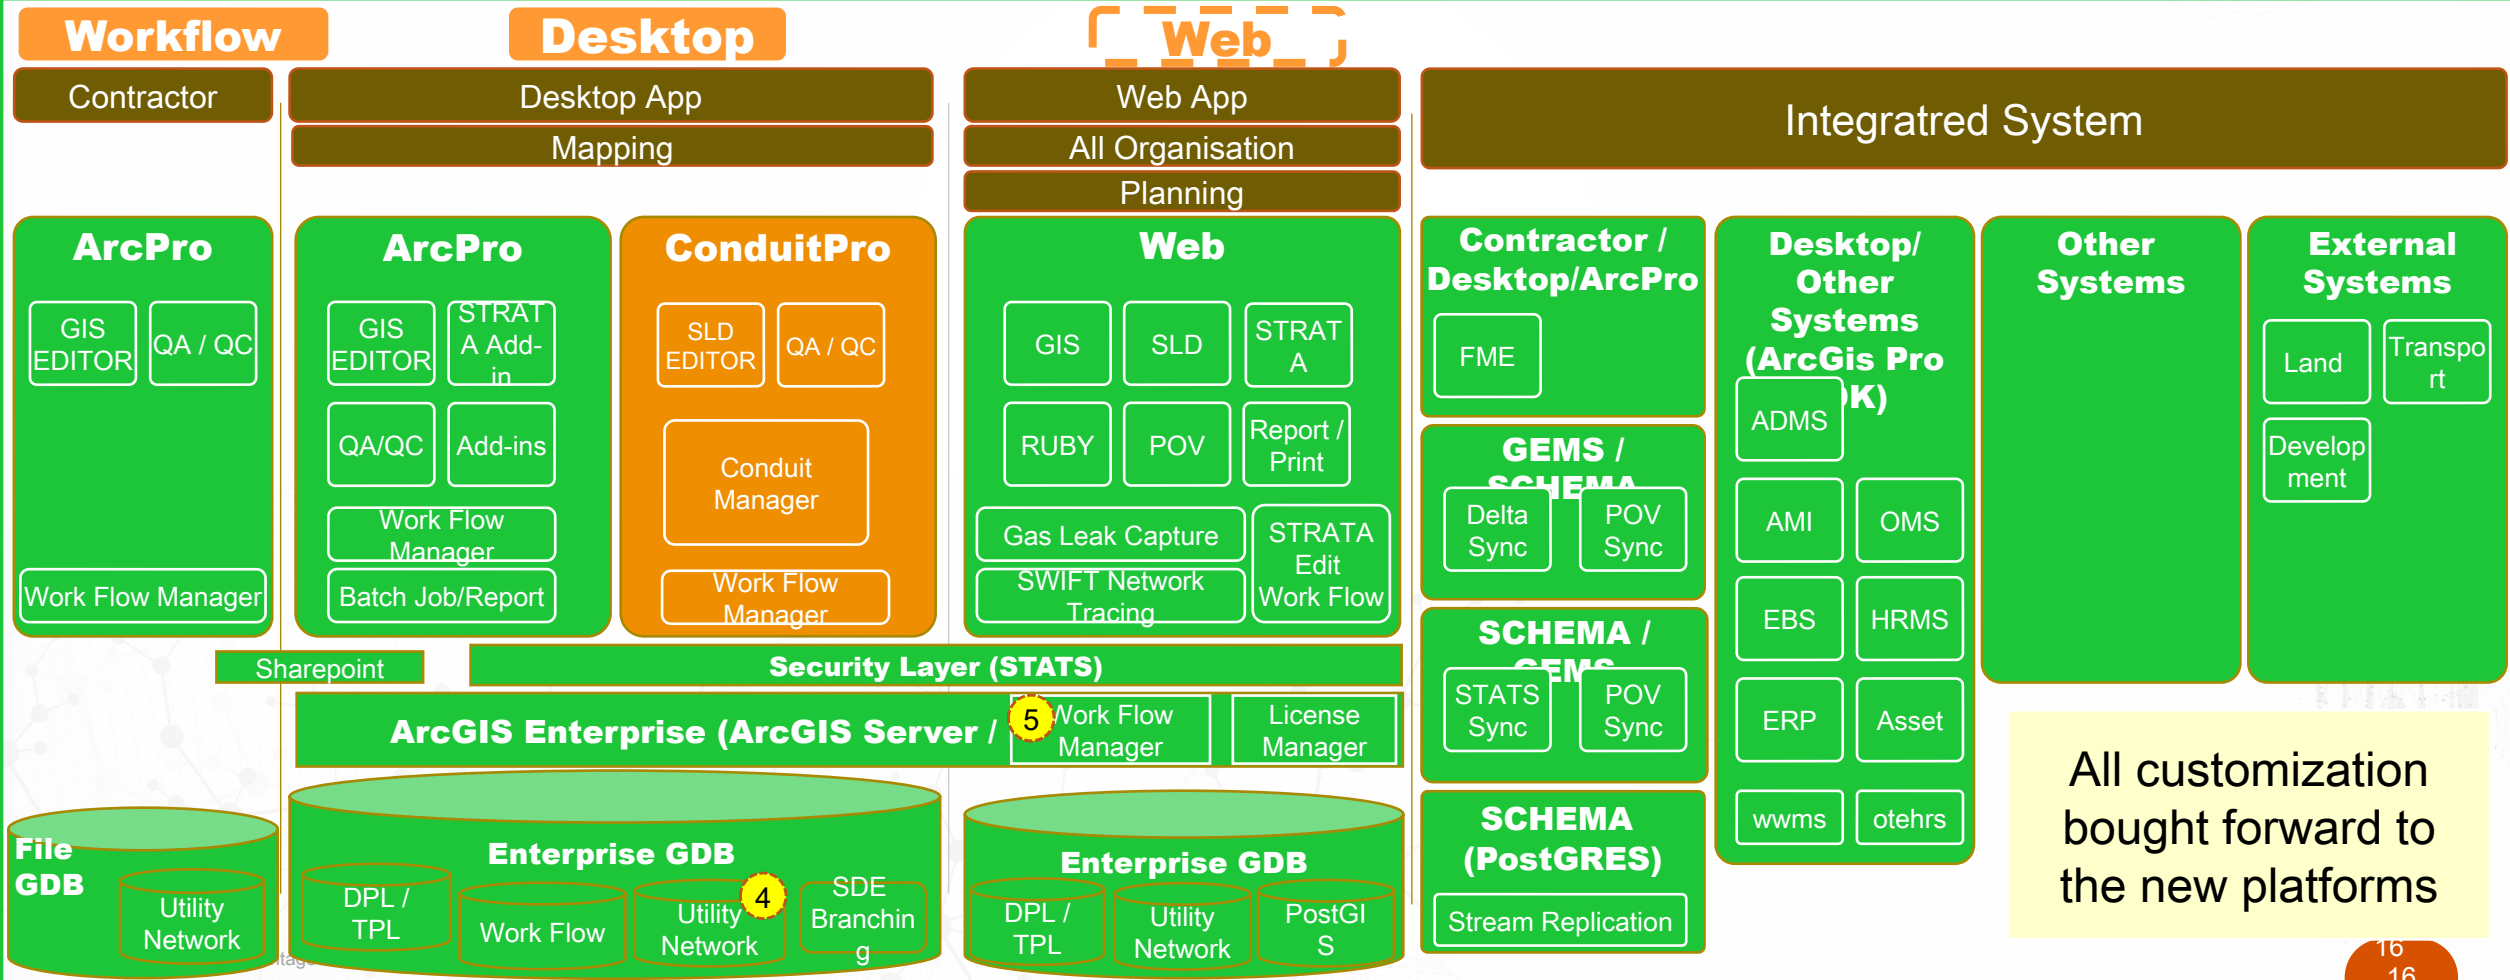 Workflow
Desktop
Web
Contractor
Desktop App
Web App
Integratred System
Mapping
All Organisation
Planning
ArcPro
GIS
EDITOR
QA / QC
Work Flow Manager
ArcPro
GIS
EDITOR
STRAT
A Add-
in
QA/QC
Add-ins
Work Flow
Manager
Batch Job/Report
ConduitPro
SLD
EDITOR
QA / QC
Conduit
Manager
Work Flow
Manager
Web
GIS
SLD
STRAT
A
RUBY
POV
Report /
Print
Gas Leak Capture
SWIFT Network
Tracing
STRATA
Edit
Work Flow
Contractor /
Desktop/ArcPro
FME
GEMS /
SCHEMA
Delta
Sync
POV
Sync
SCHEMA /
GEMS
STATS
Sync
POV
Sync
SCHEMA
(PostGRES)
Stream Replication
Desktop/
Other
Systems
(ArcGis Pro
K)
ADMS
AMI
OMS
EBS
HRMS
ERP
Asset
wwms
otehrs
Other
Systems
External
Systems
Land
Transpo
rt
Develop
ment
Sharepoint
Security Layer (STATS)
ArcGIS Enterprise (ArcGIS Server /
5
Work Flow
Manager
License
Manager
File
GDB
Utility
Network
Enterprise GDB
DPL /
TPL
Work Flow
Utility
Network
4
SDE
Branchin
g
Enterprise GDB
DPL /
TPL
Utility
Network
PostGI
S
All customization
bought forward to
the new platforms
16
16